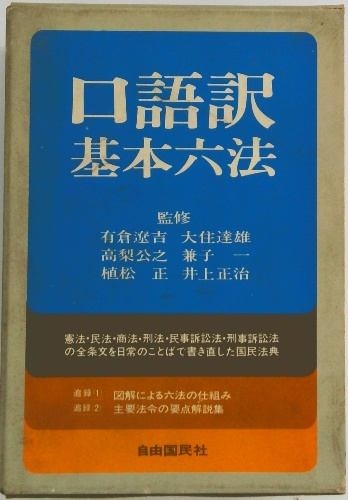 口語訳
基本六法
監修
有倉遼吉 大住達雄
高梨公之 兼子 一
植松 正 井上正治
憲法・民法・商法・刑法・民事訴訟法・刑事訴訟法
の全条文を日常のことばで書き直した国民法典
追録1 図解による六法の仕組み
追録2 主要法令の要点解説集
自由国民社